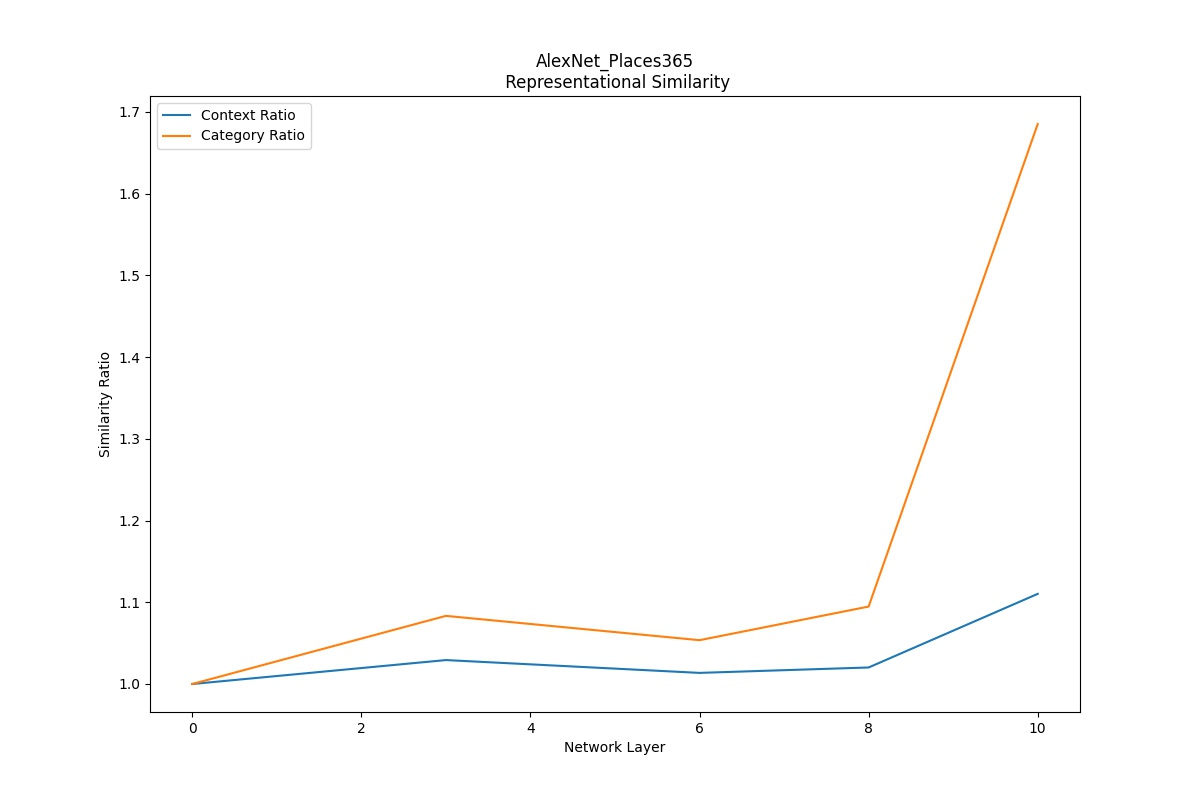 AlexNet_Places365
Representational Similarity
Context Ratio
Category Ratio
1.7
1.6
1.5
1.4
1.3
1.2
1.1
1.0
Similarity Ratio
0 2 4 6 8 10
Network Layer